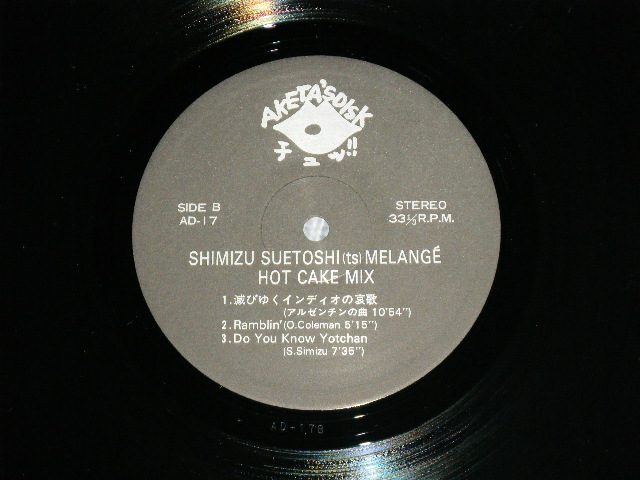 AKETA'S DISK
チュッ!!
SIDE B
AD-17
STEREO
33⅓R.P.M.
SHIMIZU SUETOSHI(ts)MELANGÉ
HOT CAKE MIX
1.滅びゆくインディオの哀歌
(アルゼンチンの曲 10'54")
2.Ramblin'(O.Coleman 5'15")
3.Do You Know Yotchan
(S.Simizu 7'35")
AD-17B